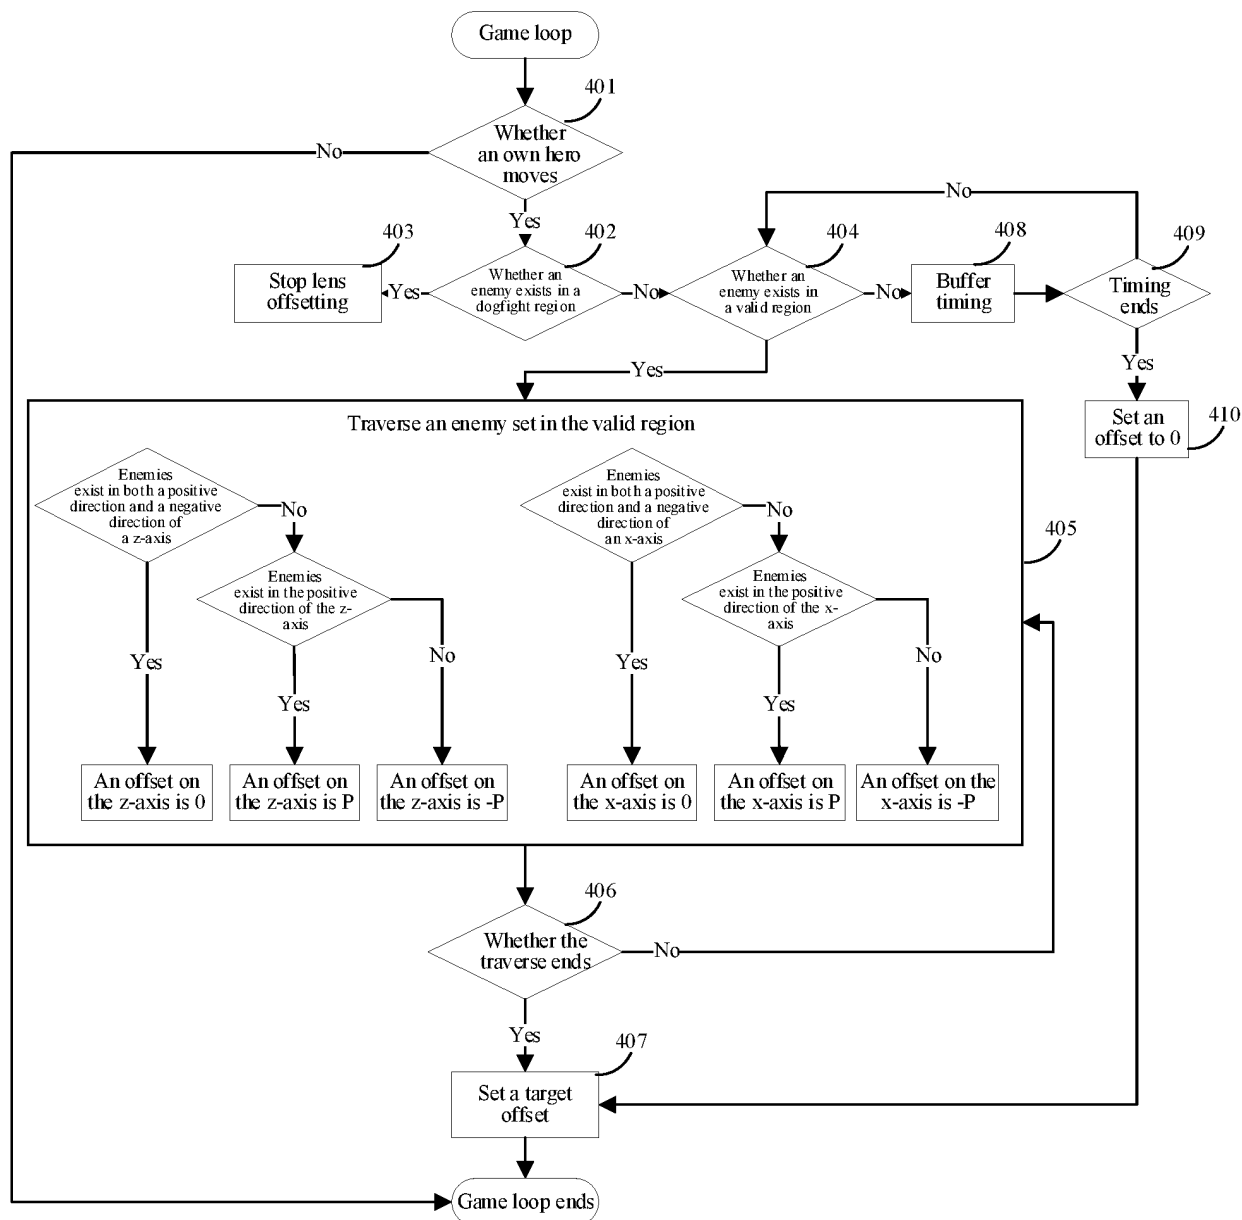 Game loop
401
Whether
an own hero
moves
No
Yes
No
403
402
404
408
409
Stop lens
offsetting
Yes
Whether an
enemy exists in a
dogfight region
No
Whether an
enemy exists in
a valid region
No
Buffer
timing
Timing
ends
Yes
Yes
Set an
offset to 0
410
Traverse an enemy set in the valid region
Enemies
exist in both a positive
direction and a negative
direction of
a z-axis
No
Enemies
exist in the positive
direction of the z-
axis
Yes
Yes
No
Enemies
exist in both a positive
direction and a negative
direction of
an x-axis
No
Enemies
exist in the positive
direction of the x-
axis
Yes
Yes
No
405
An offset on
the z-axis is 0
An offset on
the z-axis is P
An offset on
the z-axis is -P
An offset on
the x-axis is 0
An offset on
the x-axis is P
An offset on the
x-axis is -P
406
Whether the
traverse ends
No
Yes
407
Set a target
offset
Game loop ends